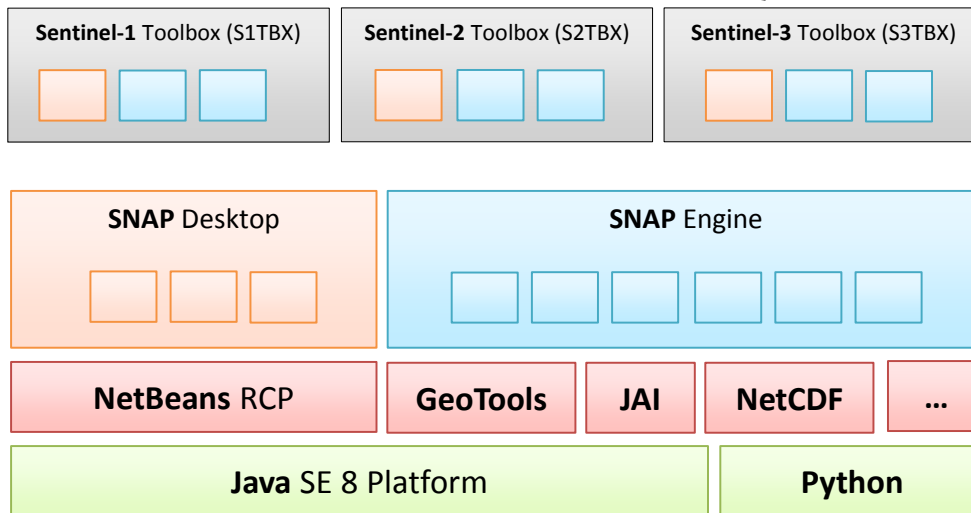 Sentinel-1 Toolbox (S1TBX)
Sentinel-2 Toolbox (S2TBX)
Sentinel-3 Toolbox (S3TBX)
SNAP Desktop
SNAP Engine
NetBeans RCP
GeoTools
JAI
NetCDF
...
Java SE 8 Platform
Python